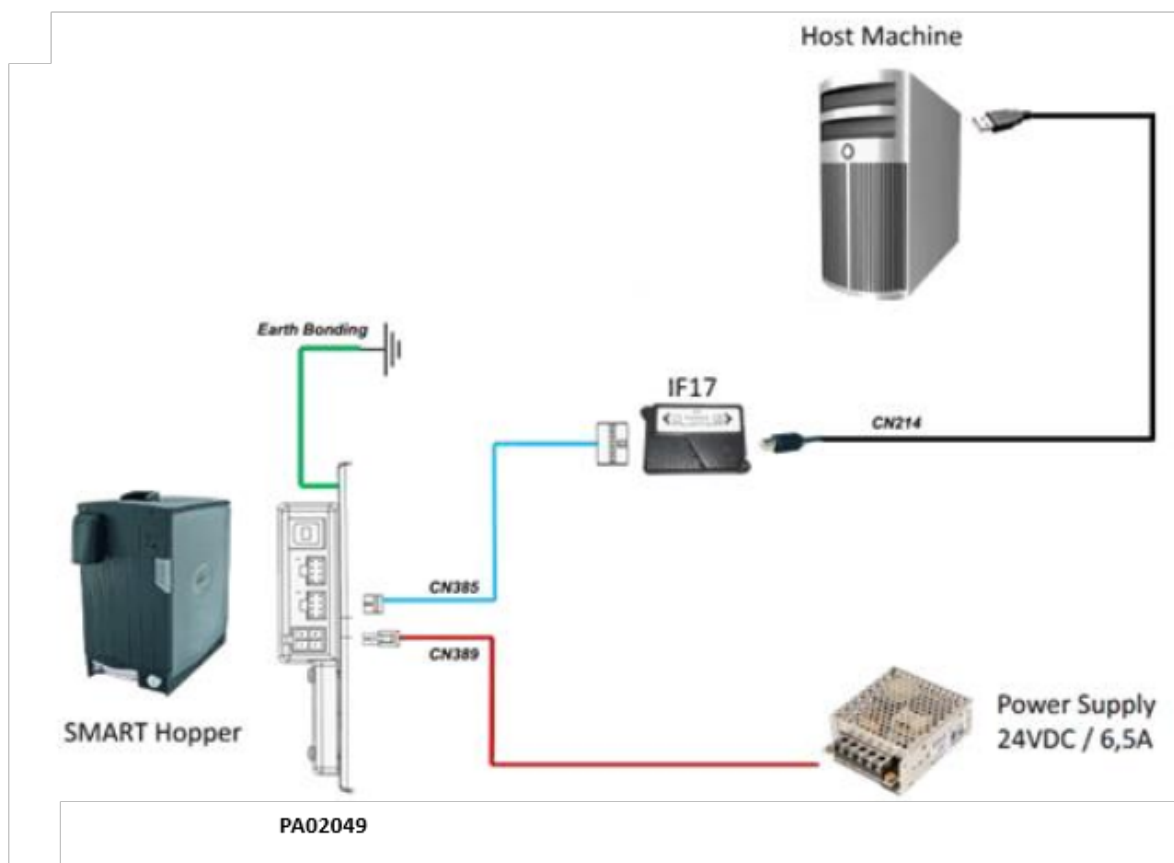 Host Machine
Earth Bonding
IF17
CN214
CN385
CN389
SMART Hopper
Power Supply
24VDC / 6,5A
PA02049